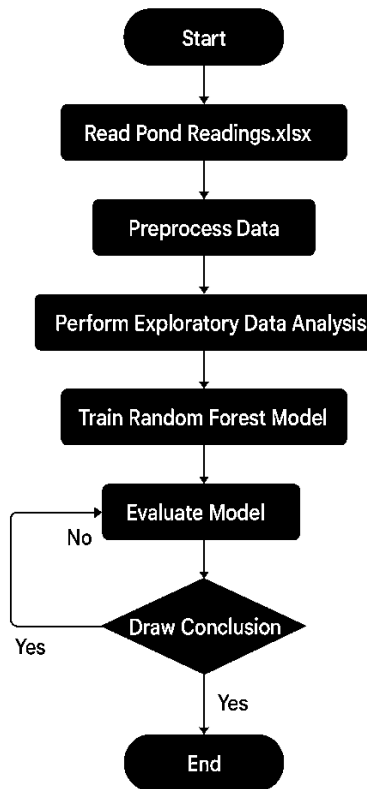 Start
Read Pond Readings.xlsx
Preprocess Data
Perform Exploratory Data Analysis
Train Random Forest Model
Evaluate Model
No
Draw Conclusion
Yes
Yes
End